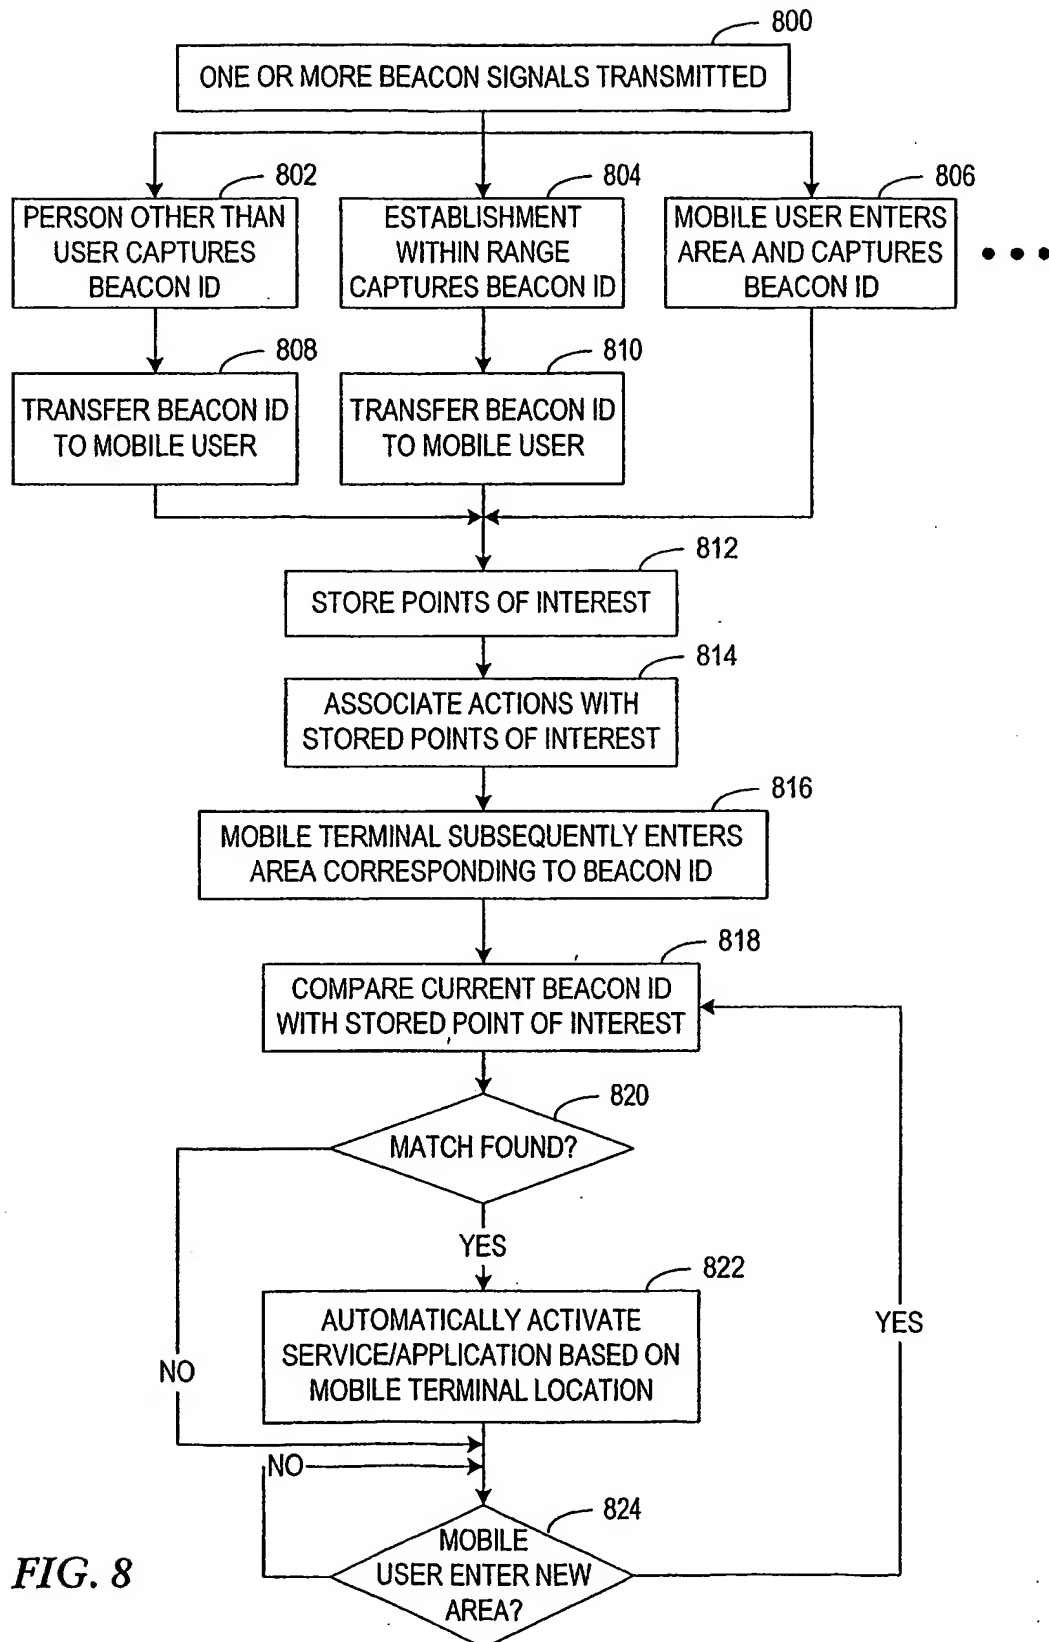 800
ONE OR MORE BEACON SIGNALS TRANSMITTED
802
PERSON OTHER THAN
USER CAPTURES
BEACON ID
804
ESTABLISHMENT
WITHIN RANGE
CAPTURES BEACON ID
806
MOBILE USER ENTERS
AREA AND CAPTURES
BEACON ID
808
TRANSFER BEACON ID
TO MOBILE USER
810
TRANSFER BEACON ID
TO MOBILE USER
812
STORE POINTS OF INTEREST
814
ASSOCIATE ACTIONS WITH
STORED POINTS OF INTEREST
816
MOBILE TERMINAL SUBSEQUENTLY ENTERS
AREA CORRESPONDING TO BEACON ID
818
COMPARE CURRENT BEACON ID
WITH STORED POINT OF INTEREST
820
MATCH FOUND?
YES
822
AUTOMATICALLY ACTIVATE
SERVICE/APPLICATION BASED ON
MOBILE TERMINAL LOCATION
YES
NO
NO
824
MOBILE
USER ENTER NEW
AREA?
FIG. 8